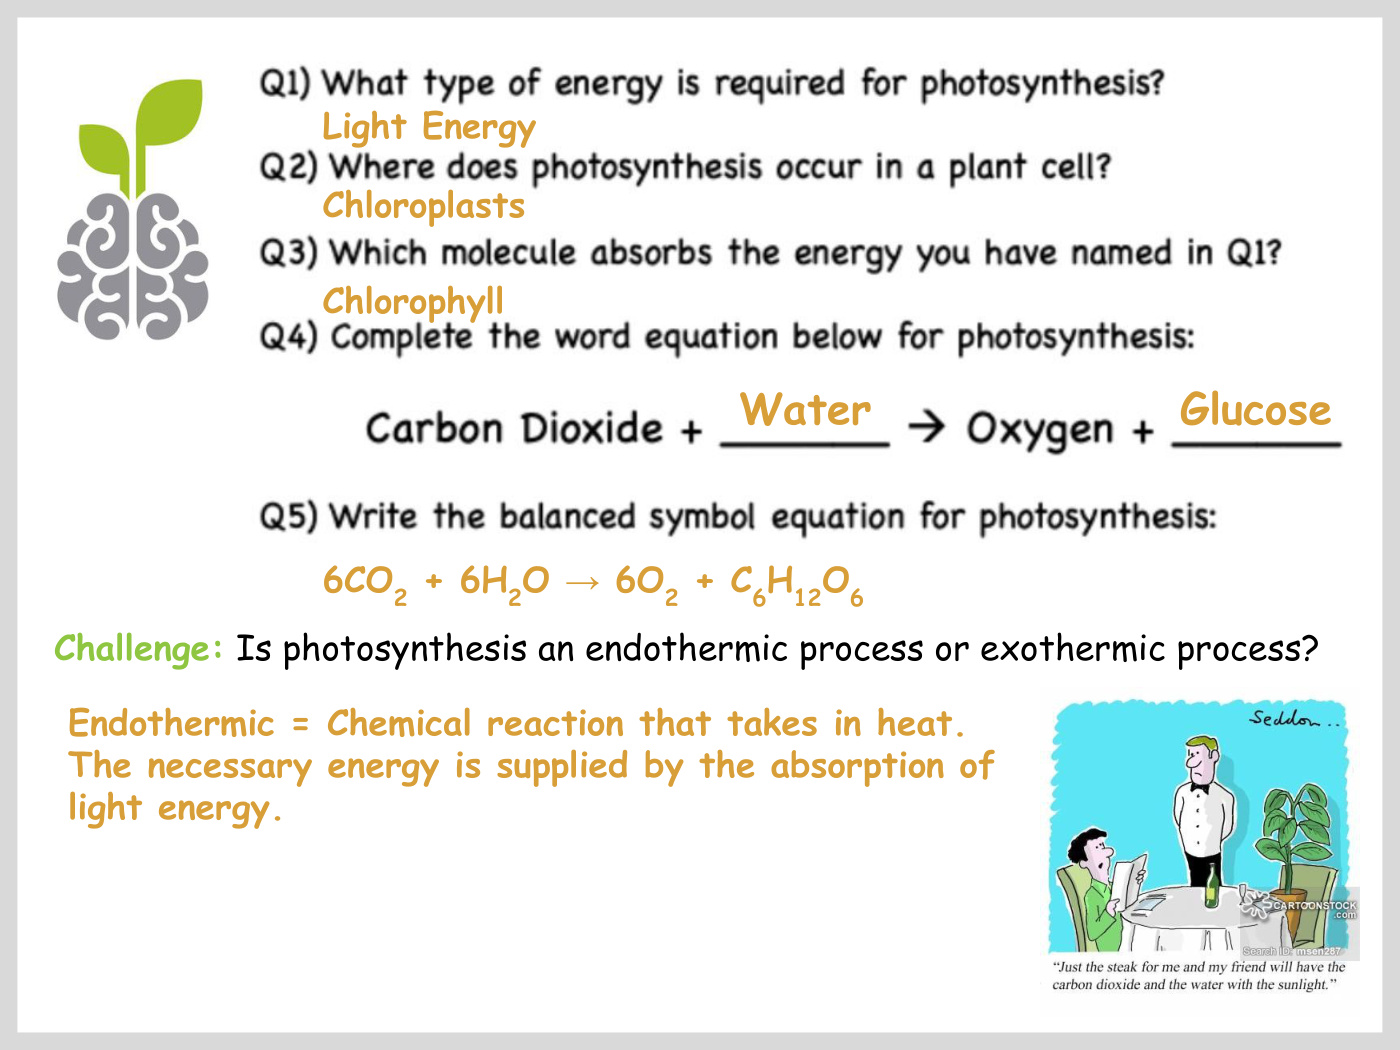 Q1) What type of energy is required for photosynthesis?
Light Energy
Q2) Where does photosynthesis occur in a plant cell?
Chloroplasts
Q3) Which molecule absorbs the energy you have named in Q1?
Chlorophyll
Q4) Complete the word equation below for photosynthesis:
Carbon Dioxide + Water → Oxygen + Glucose
Q5) Write the balanced symbol equation for photosynthesis:
6CO₂ + 6H₂O → 6O₂ + C₆H₁₂O₆
Challenge: Is photosynthesis an endothermic process or exothermic process?
Endothermic = Chemical reaction that takes in heat.
The necessary energy is supplied by the absorption of
light energy.
Seddon..
CARTOONSTOCK
.com
Search ID: msen287
"Just the steak for me and my friend will have the
carbon dioxide and the water with the sunlight."